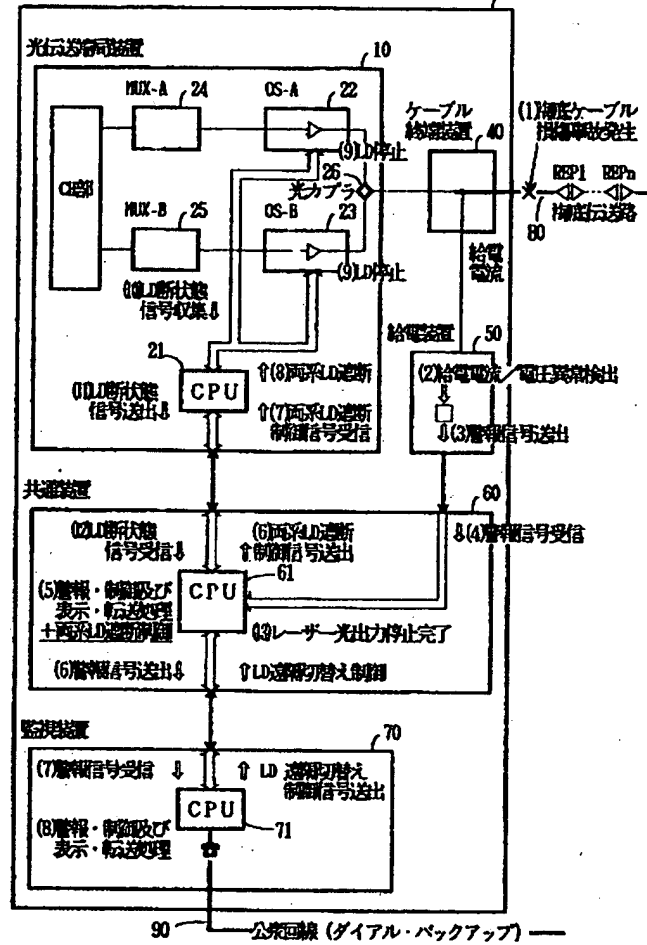 光伝送端局装置
10
MUX-A
24
OS-A
22
ケーブル
終端装置
40
(1)海底ケーブル
損傷事故発生
(9)LD停止
26
光カプラ
REP1
REPn
CI部
MUX-B
25
OS-B
23
80
海底伝送路
(9)LD停止
給電
電流
(10)LD断状態
信号収集⇩
給電装置
50
21
CPU
⇧(8)両系LD遮断
(2)給電電流/電圧異常検出
(11)LD断状態
信号送出⇩
⇧(7)両系LD遮断
制御信号受信
⇩(3)警報信号送出
共通装置
60
(12)LD断状態
信号受信⇩
(6)両系LD遮断
⇧制御信号送出
⇩(4)警報信号受信
61
CPU
(5)警報・制御及び
表示・転送処理
+両系LD遮断制御
(13)レーザー光出力停止完了
(6)警報信号送出⇩
⇧LD遠隔切替え制御
監視装置
70
(7)警報信号受信 ⇩
⇧ LD 遠隔切替え
制御信号送出
CPU
71
(8)警報・制御及び
表示・転送処理
90
公衆回線 (ダイアル・バックアップ)